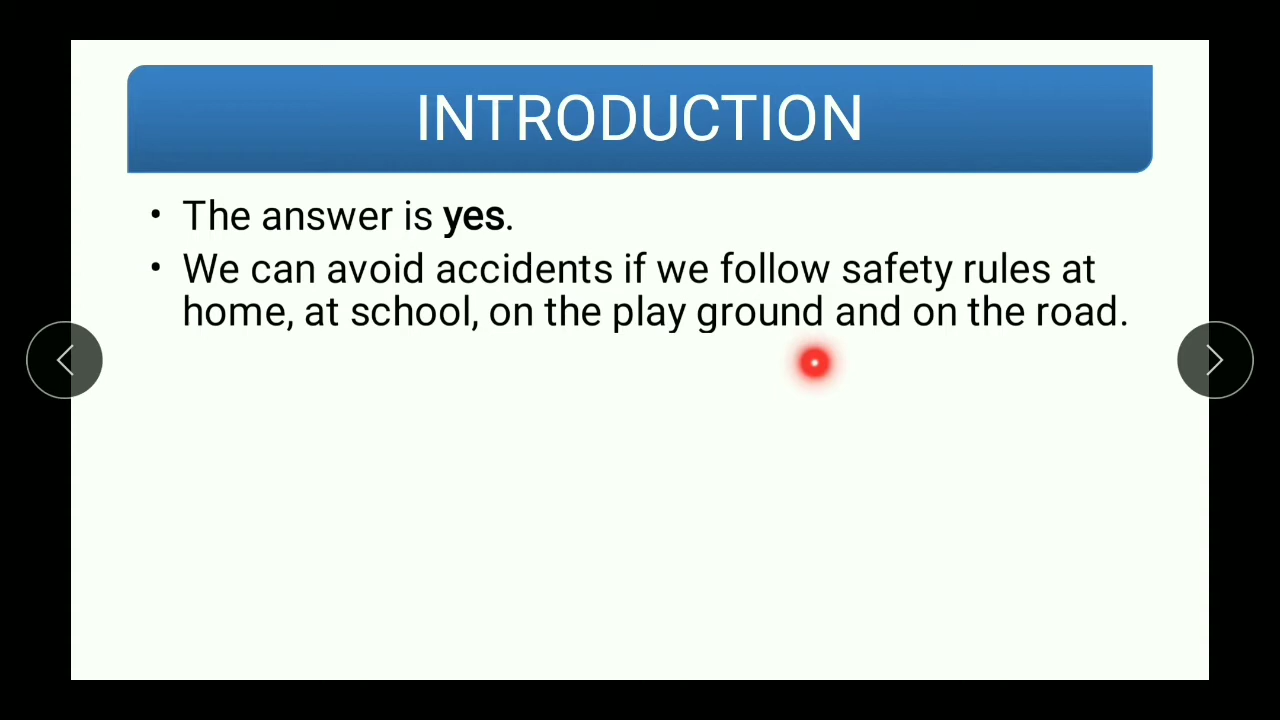 INTRODUCTION
• The answer is yes.
• We can avoid accidents if we follow safety rules at
home, at school, on the play ground and on the road.